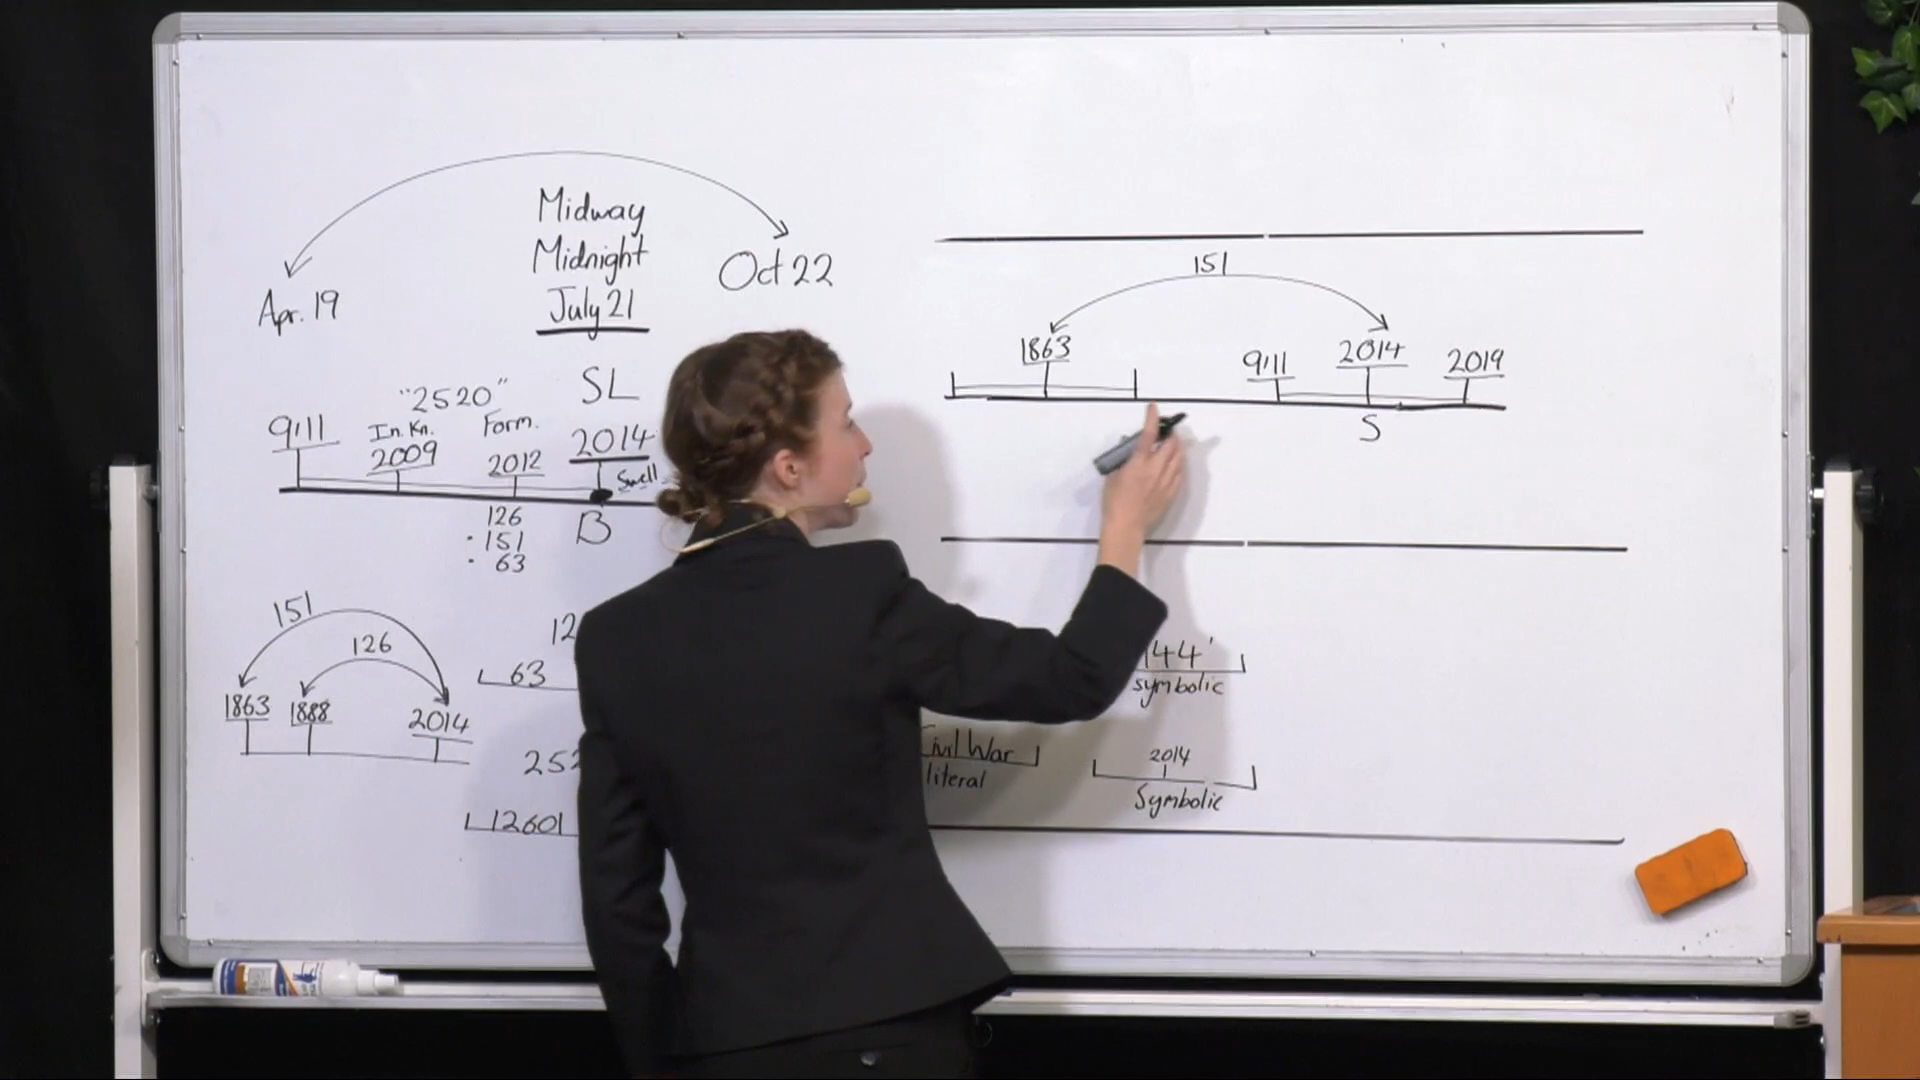 Midway
Midnight
July 21
Apr. 19
Oct 22
"2520"
SL
9/11
In. Kn.
2009
Form.
2012
2014
Swell
126
· 151
· 63
B
151
126
1863
1888
2014
63
12601
151
1863
9/11
2014
2019
S
144'
symbolic
Civil War
literal
2014
Symbolic